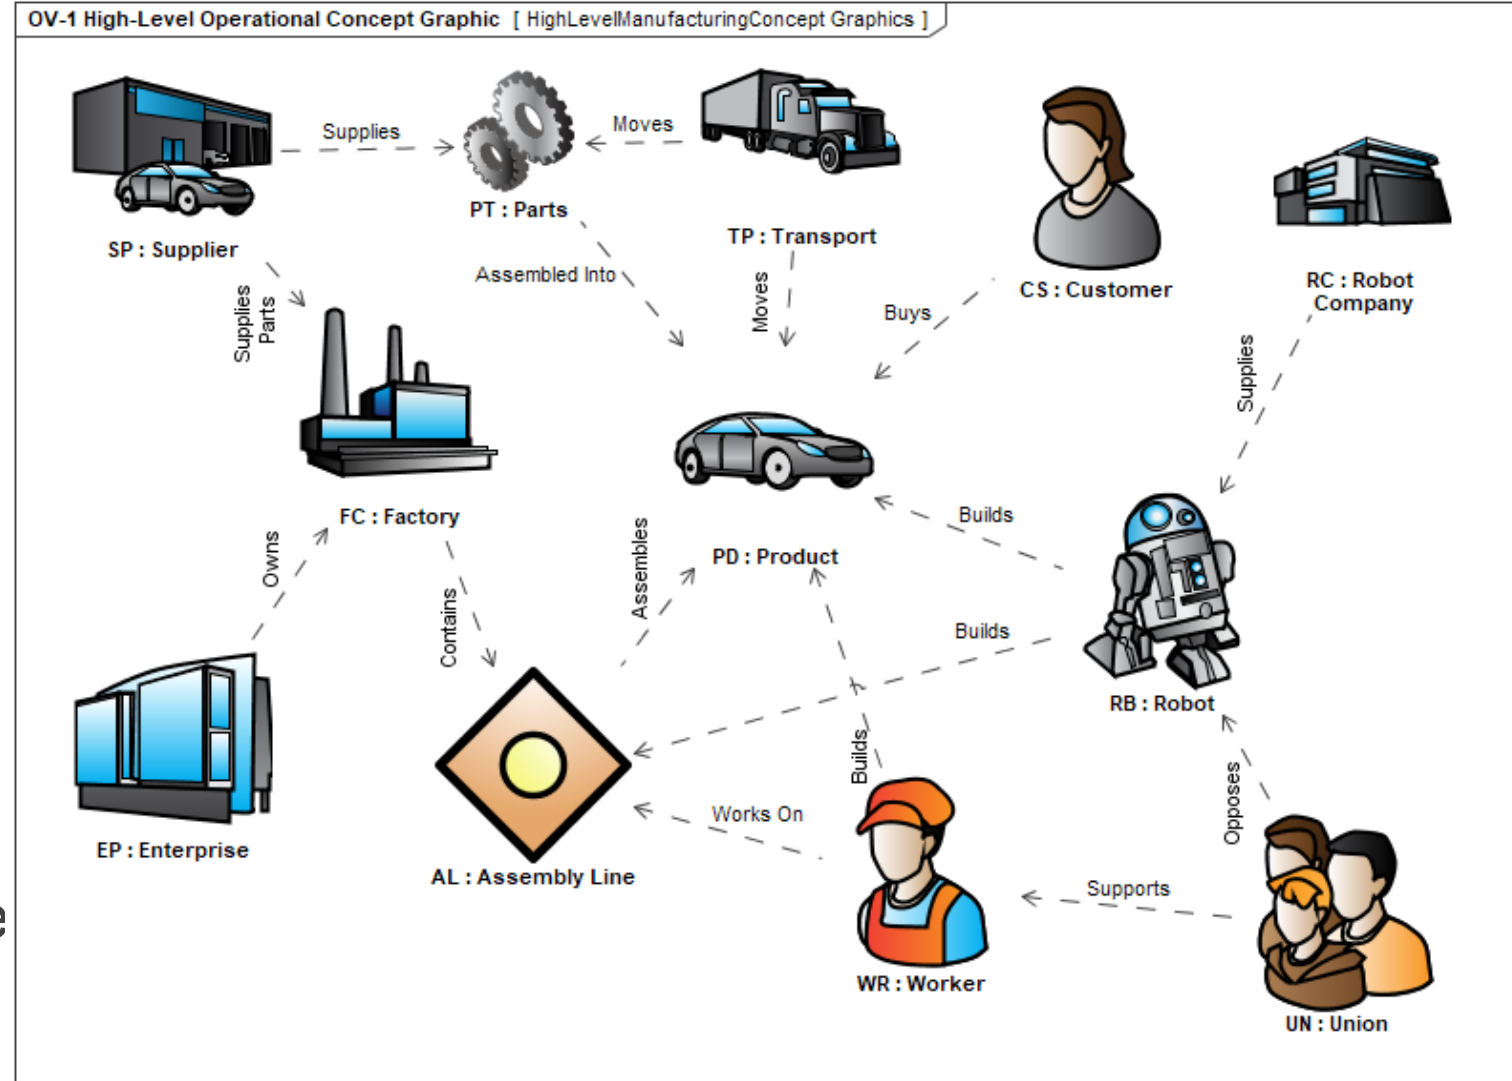 OV-1 High-Level Operational Concept Graphic [ HighLevelManufacturingConcept Graphics ]
Supplies
Moves
PT : Parts
SP : Supplier
TP : Transport
CS : Customer
RC : Robot
Company
Assembled Into
Supplies
Parts
Moves
Buys
Supplies
FC : Factory
PD : Product
Builds
Owns
Contains
Assembles
Builds
RB : Robot
Builds
Works On
Opposes
EP : Enterprise
AL : Assembly Line
Supports
WR : Worker
UN : Union